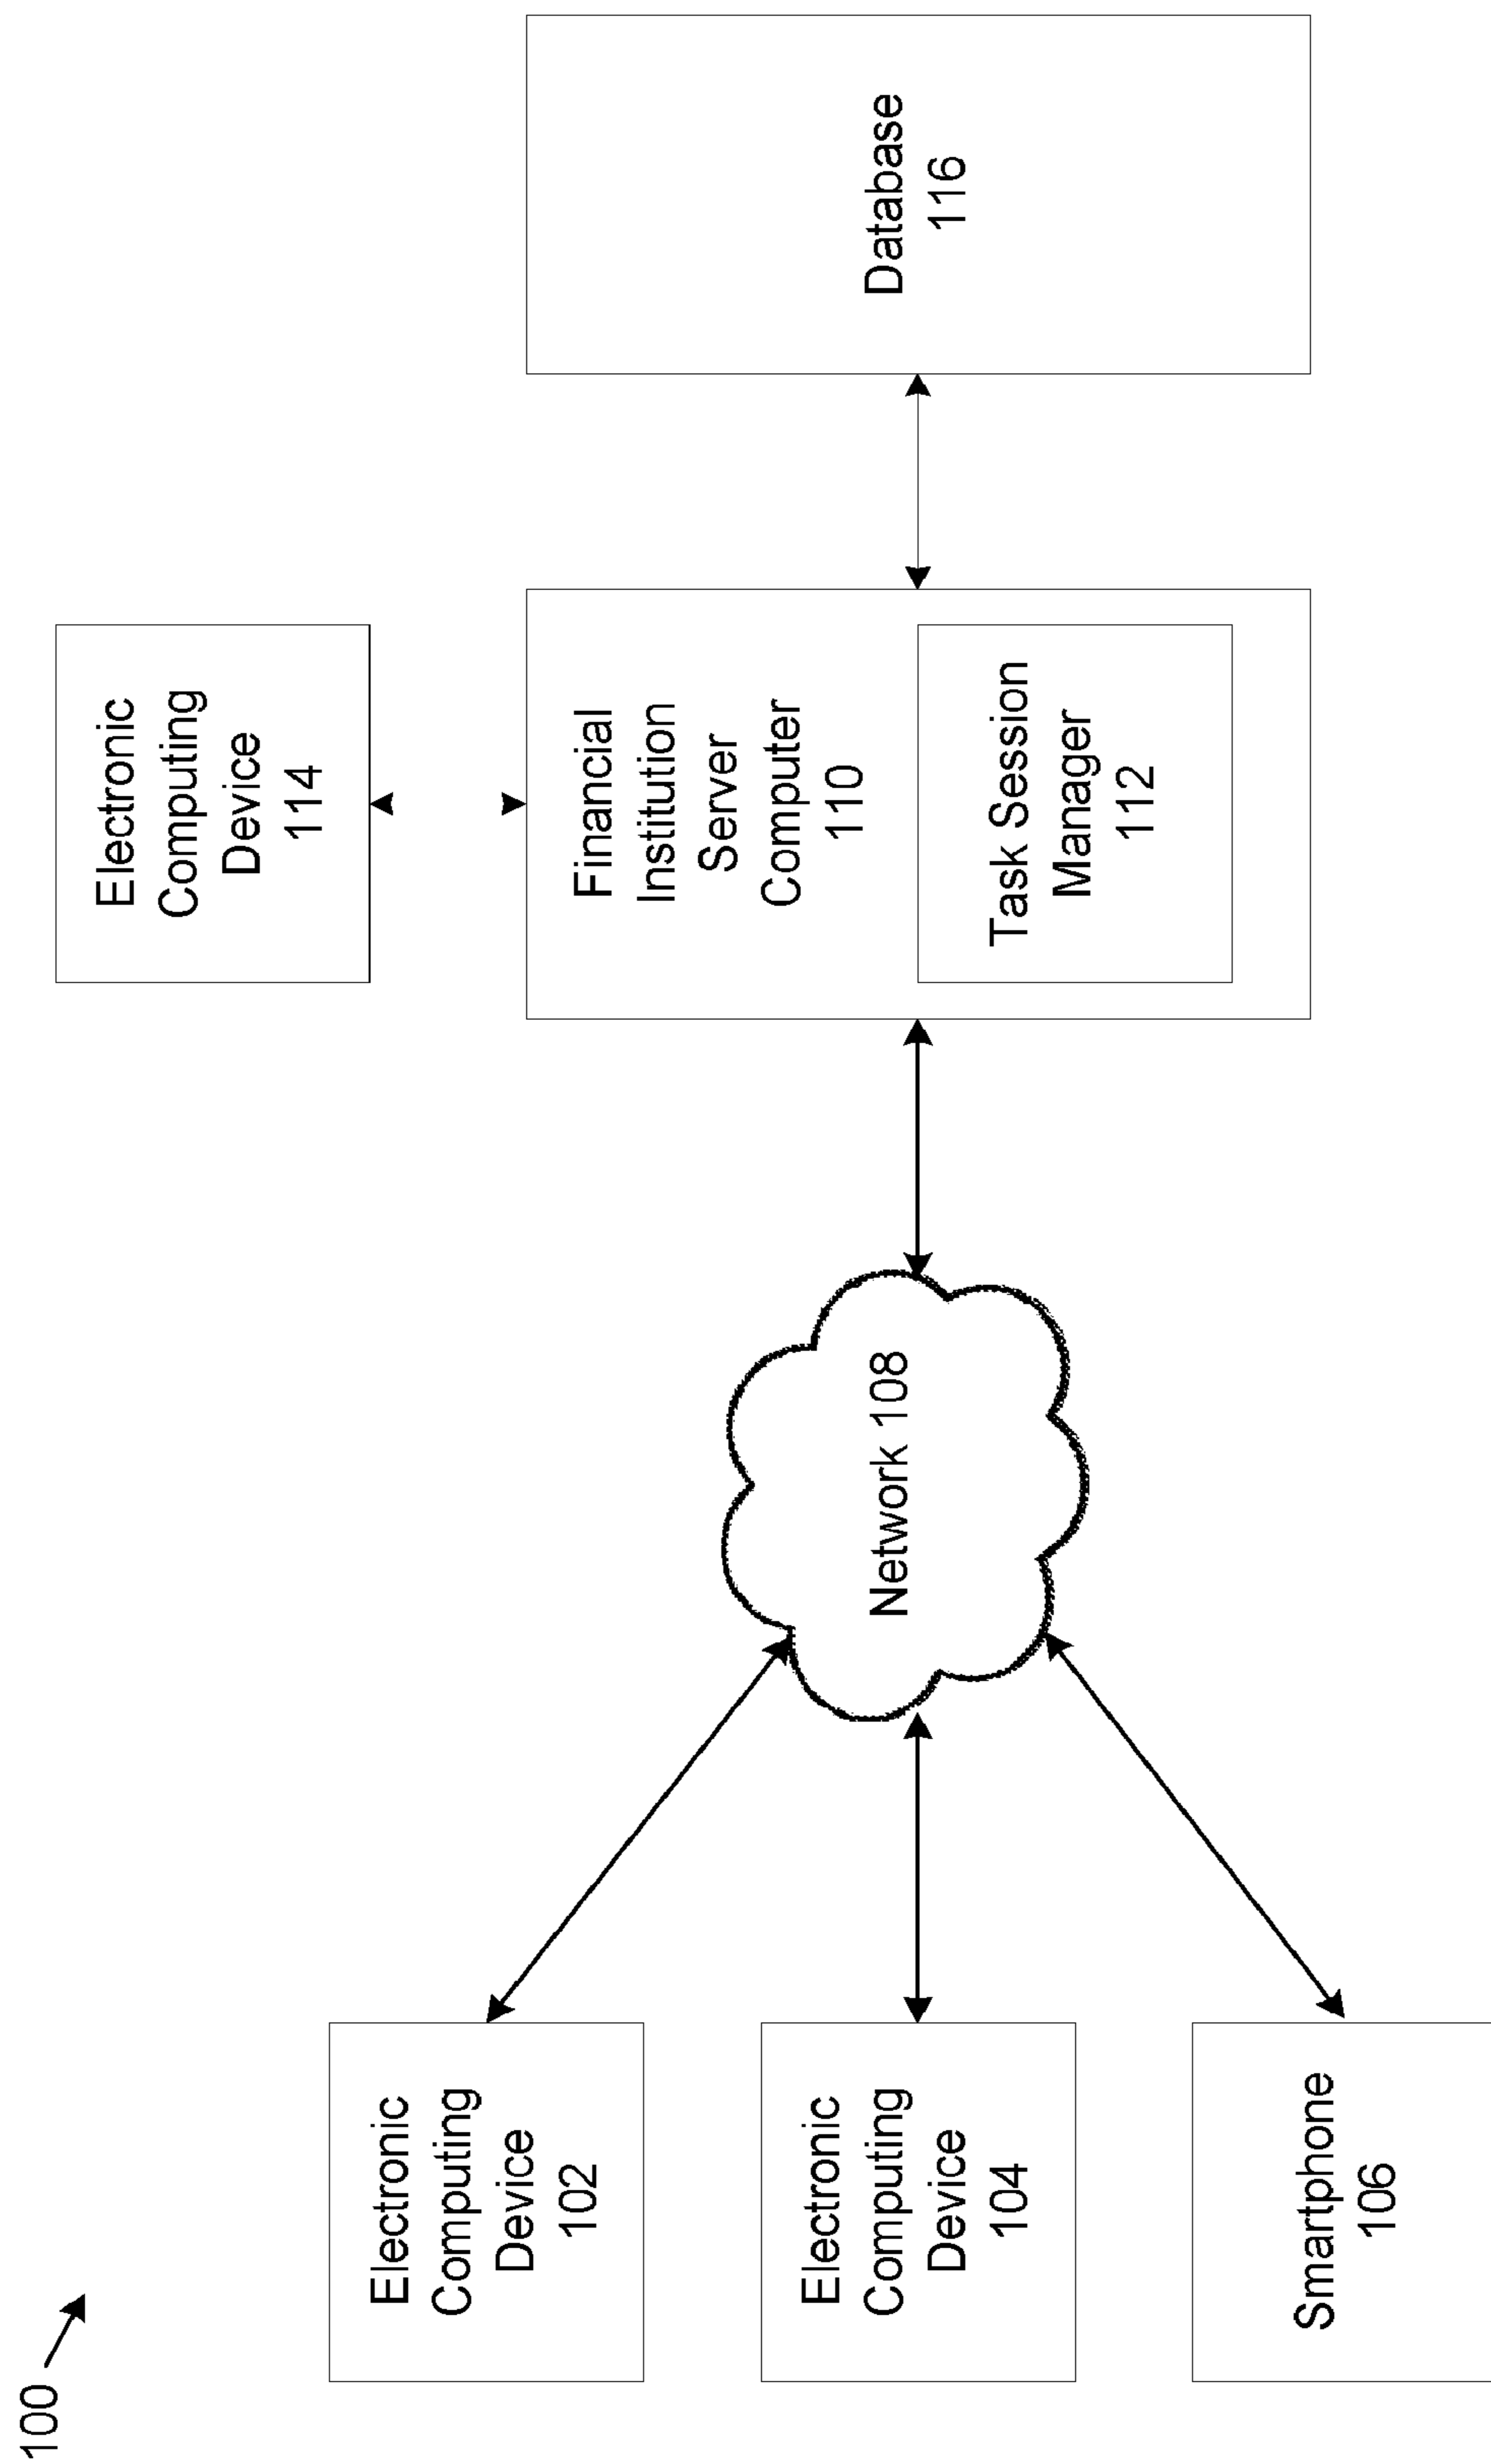 100
Electronic
Computing
Device
102
Electronic
Computing
Device
104
Smartphone
106
Network 108
Electronic
Computing
Device
114
Financial
Institution
Server
Computer
110
Task Session
Manager
112
Database
116